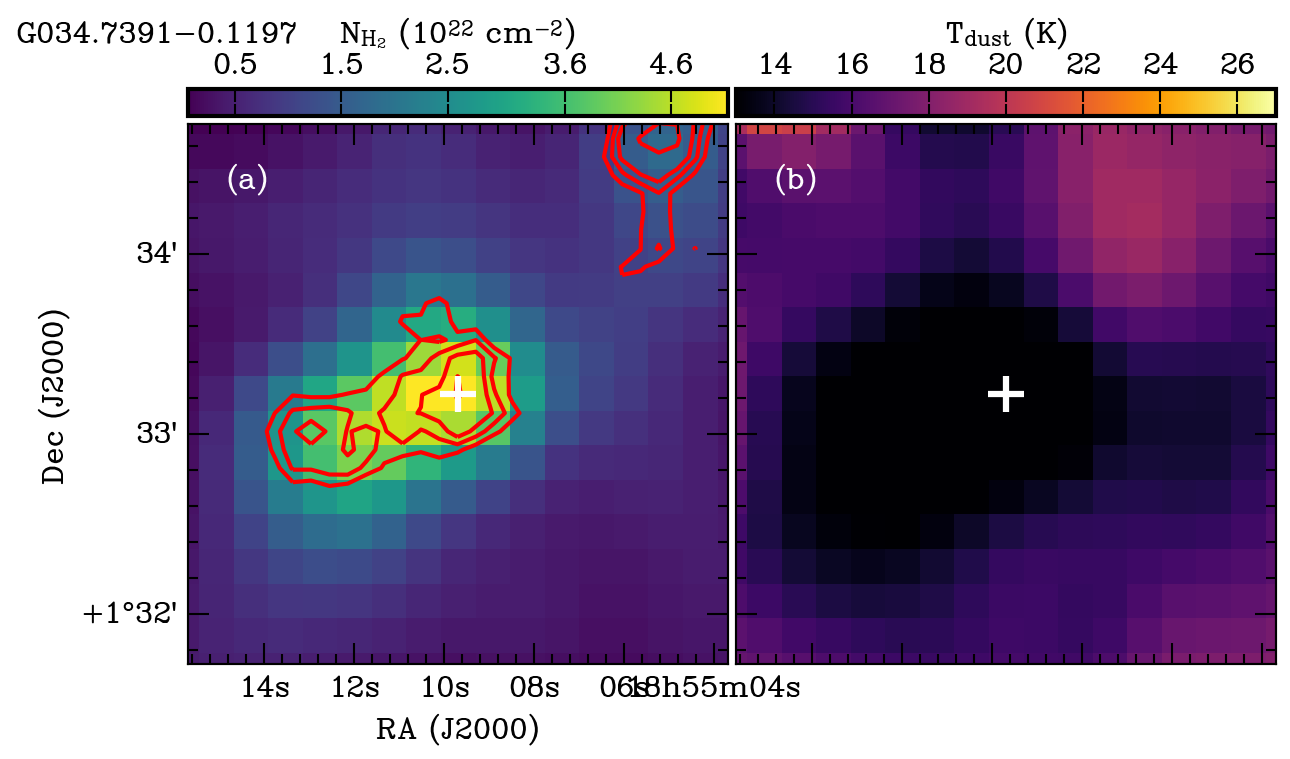 G034.7391−0.1197 N_H₂ (10²² cm⁻²) T_dust (K)
0.5 1.5 2.5 3.6 4.6 14 16 18 20 22 24 26
(a) (b)
34'
33'
+1°32'
Dec (J2000)
14s 12s 10s 08s 06s 18h55m04s
RA (J2000)